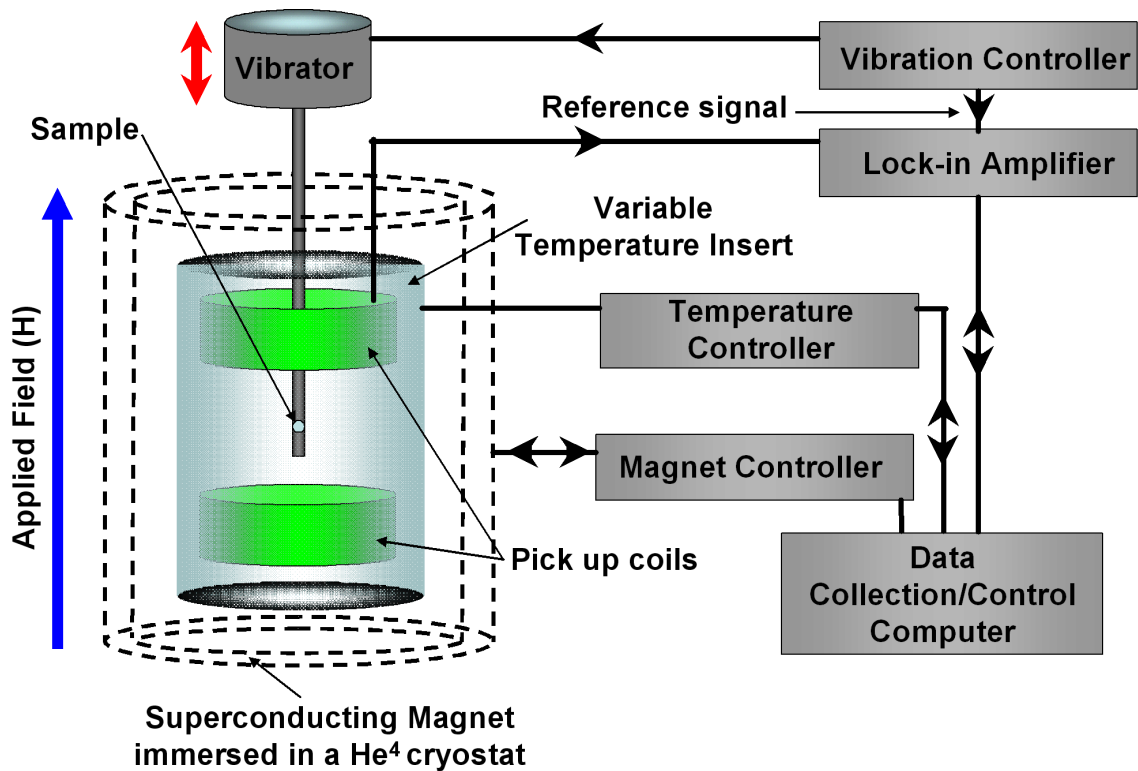 Vibrator
Vibration Controller
Reference signal
Sample
Lock-in Amplifier
Variable
Temperature Insert
Applied Field (H)
Temperature
Controller
Magnet Controller
Pick up coils
Data
Collection/Control
Computer
Superconducting Magnet
immersed in a He⁴ cryostat